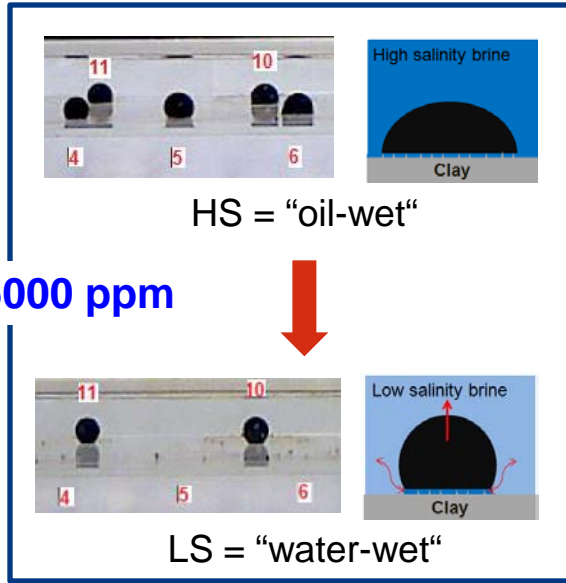 11
10
High salinity brine
4
5
6
Clay
HS = “oil-wet“
000 ppm
11
10
Low salinity brine
4
5
6
Clay
LS = “water-wet“